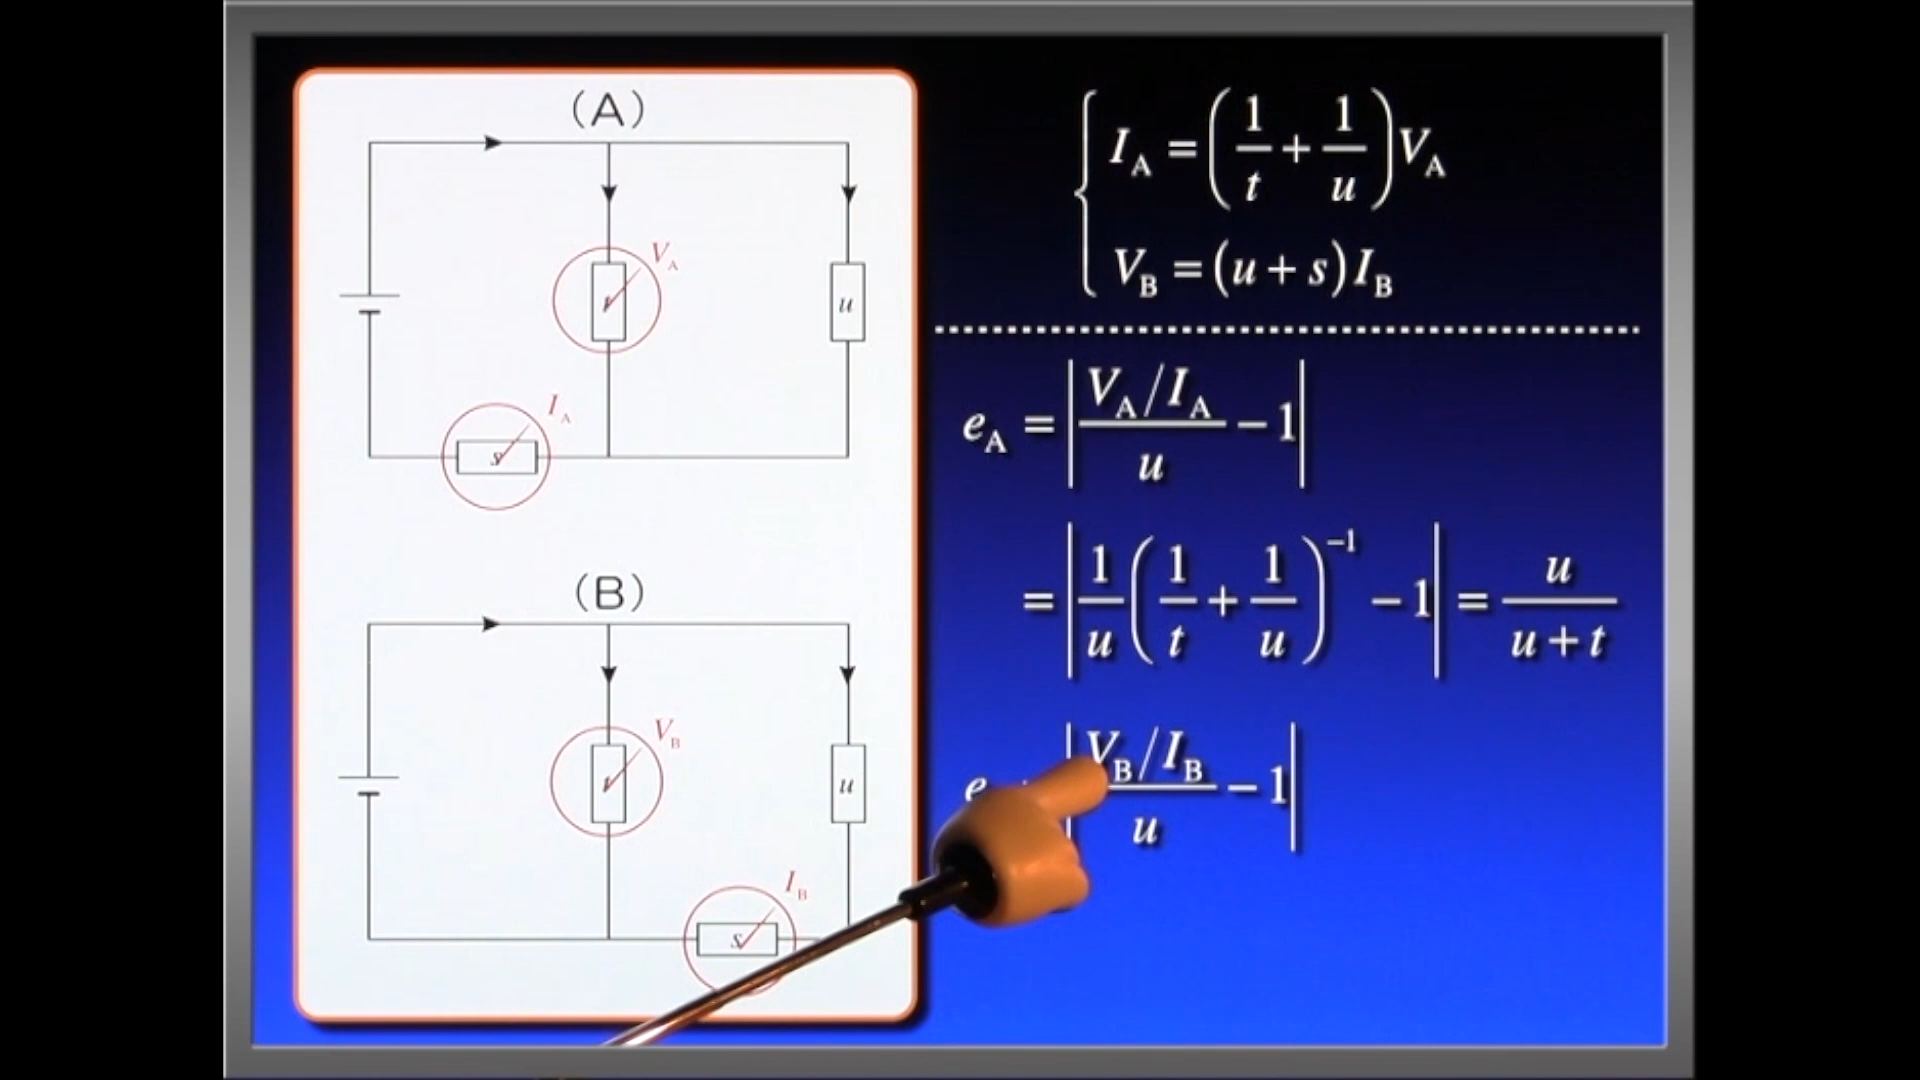 (A)
V_A
t
u
I_A
s
(B)
V_B
t
u
I_B
s
I_A = (1/t + 1/u) V_A
V_B = (u + s) I_B
e_A = | (V_A / I_A) / u − 1 |
= | 1/u (1/t + 1/u)^−1 − 1 | = u / (u + t)
e | (V_B / I_B) / u − 1 |